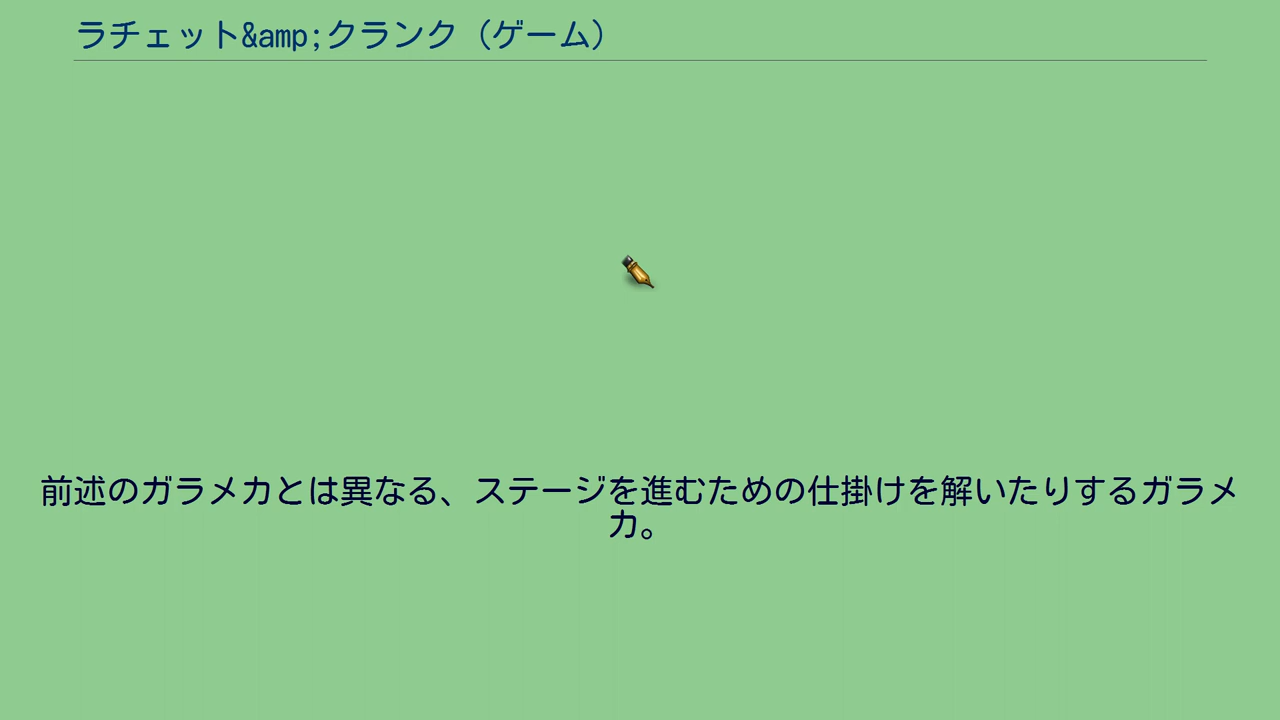 ラチェット&amp;クランク（ゲーム）
前述のガラメカとは異なる、ステージを進むための仕掛けを解いたりするガラメ
カ。